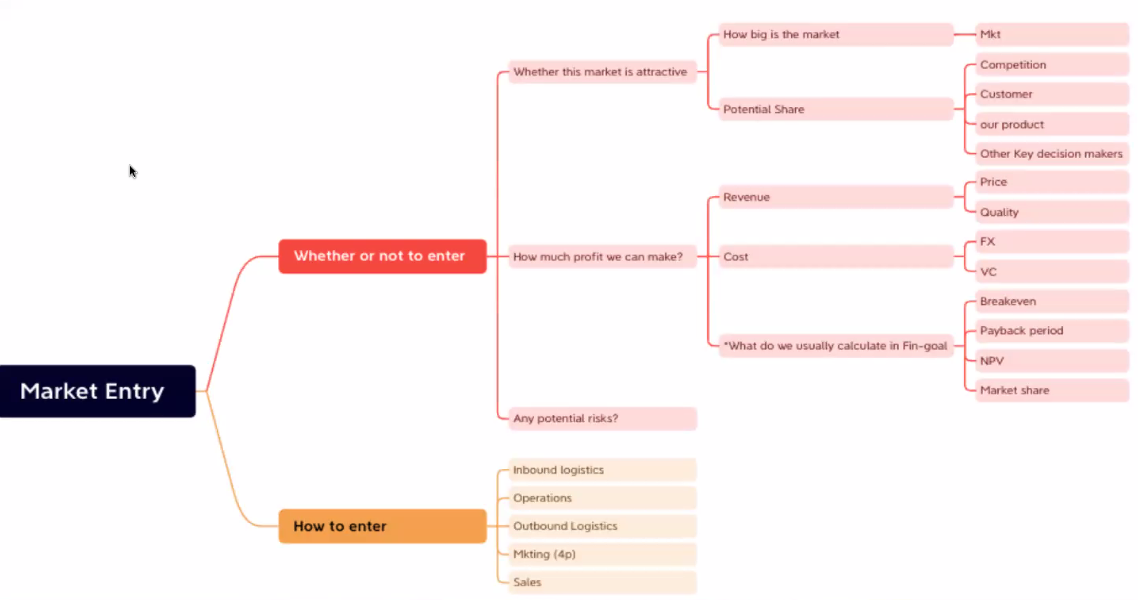 Market Entry
Whether or not to enter
Whether this market is attractive
How big is the market
Mkt
Potential Share
Competition
Customer
our product
Other Key decision makers
How much profit we can make?
Revenue
Price
Quality
Cost
FX
VC
*What do we usually calculate in Fin-goal
Breakeven
Payback period
NPV
Market share
Any potential risks?
How to enter
Inbound logistics
Operations
Outbound Logistics
Mkting (4p)
Sales